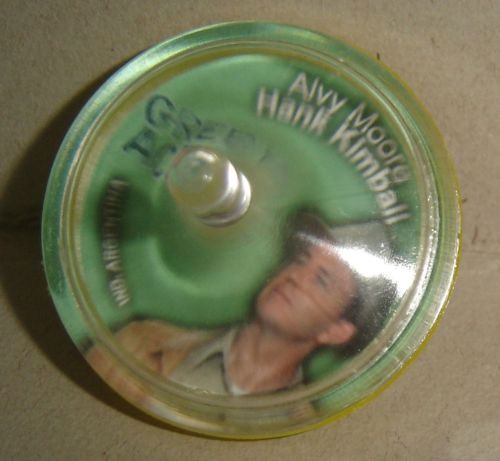 Alvy Moore
Hank Kimball
IND. ARGENTINA